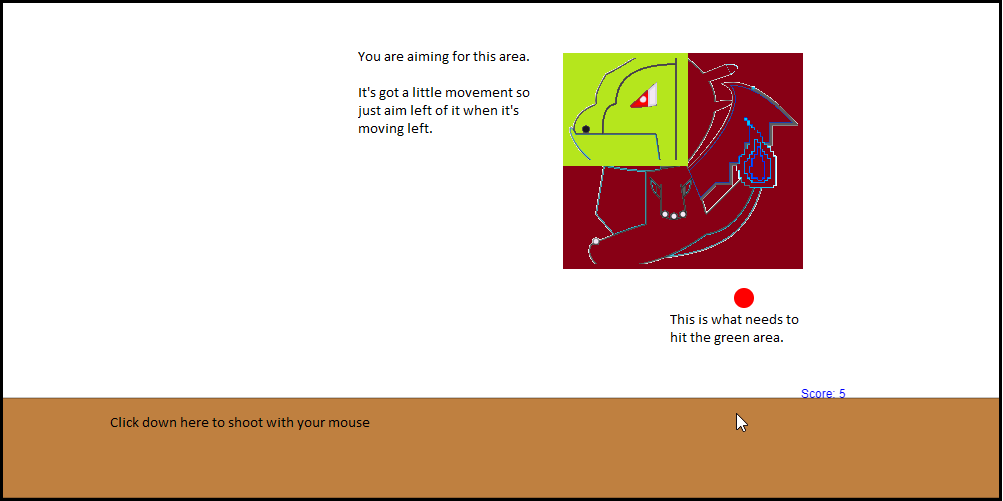 You are aiming for this area.
It's got a little movement so
just aim left of it when it's
moving left.
This is what needs to
hit the green area.
Score: 5
Click down here to shoot with your mouse